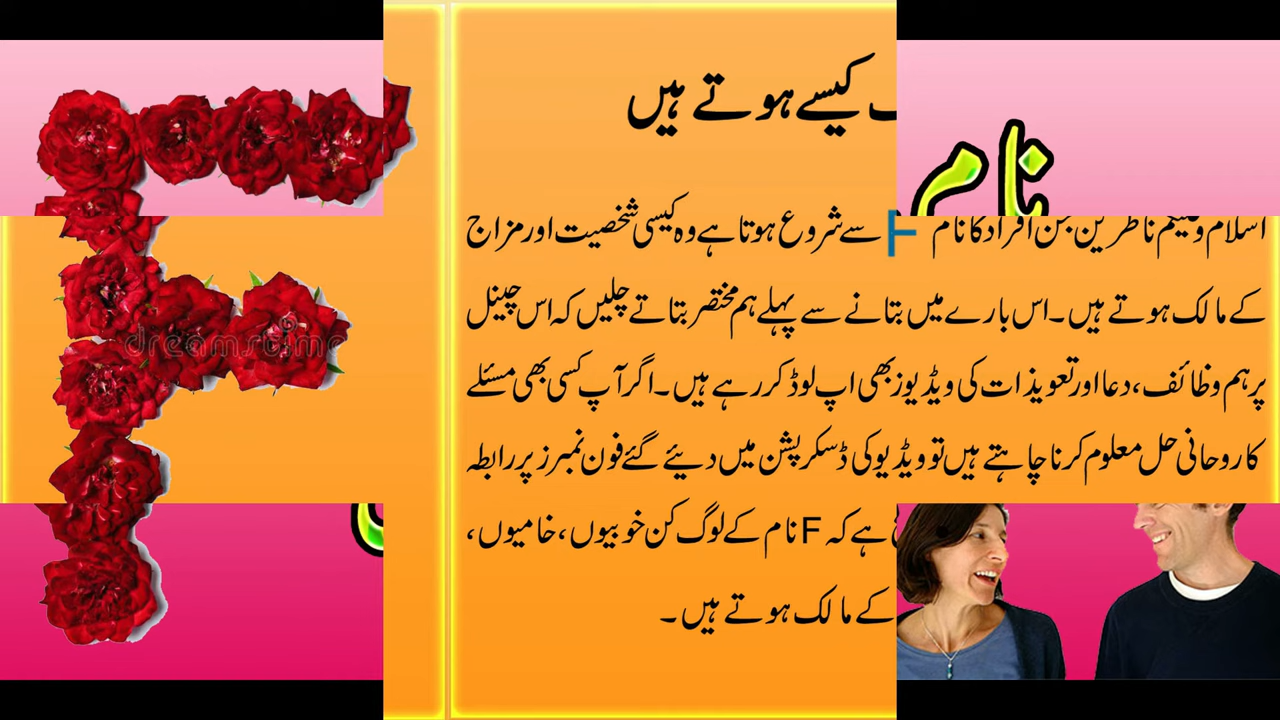 کیسے ہوتے ہیں
نام
اسلام و علیکم ناظرین جن افراد کا نام F سے شروع ہوتا ہے وہ کیسی شخصیت اور مزاج
کے مالک ہوتے ہیں۔ اس بارے میں بتانے سے پہلے ہم مختصر بتاتے چلیں کہ اس چینل
پر ہم وظائف، دعا اور تعویذات کی ویڈیوز بھی اپ لوڈ کر رہے ہیں۔ اگر آپ کسی بھی مسئلے
کا روحانی حل معلوم کرنا چاہتے ہیں تو ویڈیو کی ڈسکرپشن میں دیئے گئے فون نمبرز پر رابطہ
ہے کہ F نام کے لوگ کن خوبیوں، خامیوں،
کے مالک ہوتے ہیں۔
dreamstime